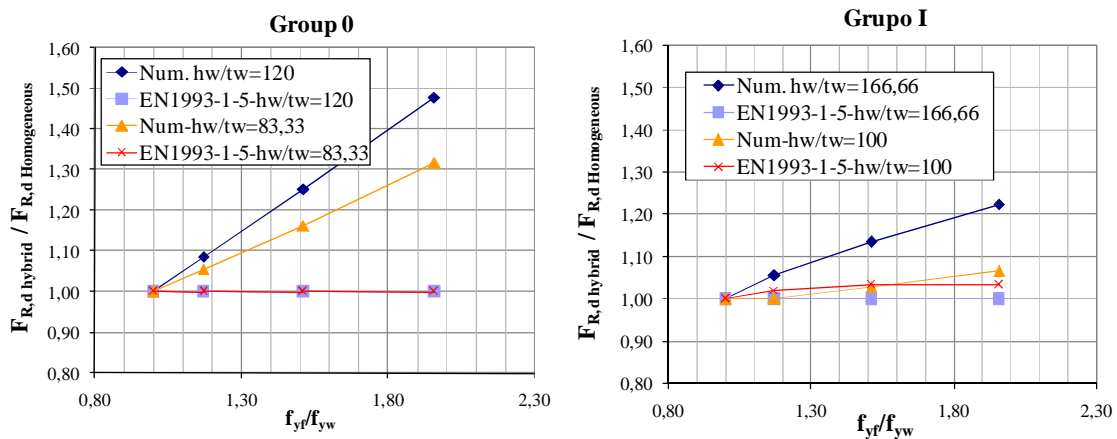 Group 0
F R,d hybrid / F R,d Homogeneous
1,60
1,50
1,40
1,30
1,20
1,10
1,00
0,90
0,80
Num. hw/tw=120
EN1993-1-5-hw/tw=120
Num-hw/tw=83,33
EN1993-1-5-hw/tw=83,33
0,80
1,30
1,80
2,30
fyf/fyw
Grupo I
F R,d hybrid / F R,d Homogeneous
1,60
1,50
1,40
1,30
1,20
1,10
1,00
0,90
0,80
Num. hw/tw=166,66
EN1993-1-5-hw/tw=166,66
Num-hw/tw=100
EN1993-1-5-hw/tw=100
0,80
1,30
1,80
2,30
fyf/fyw